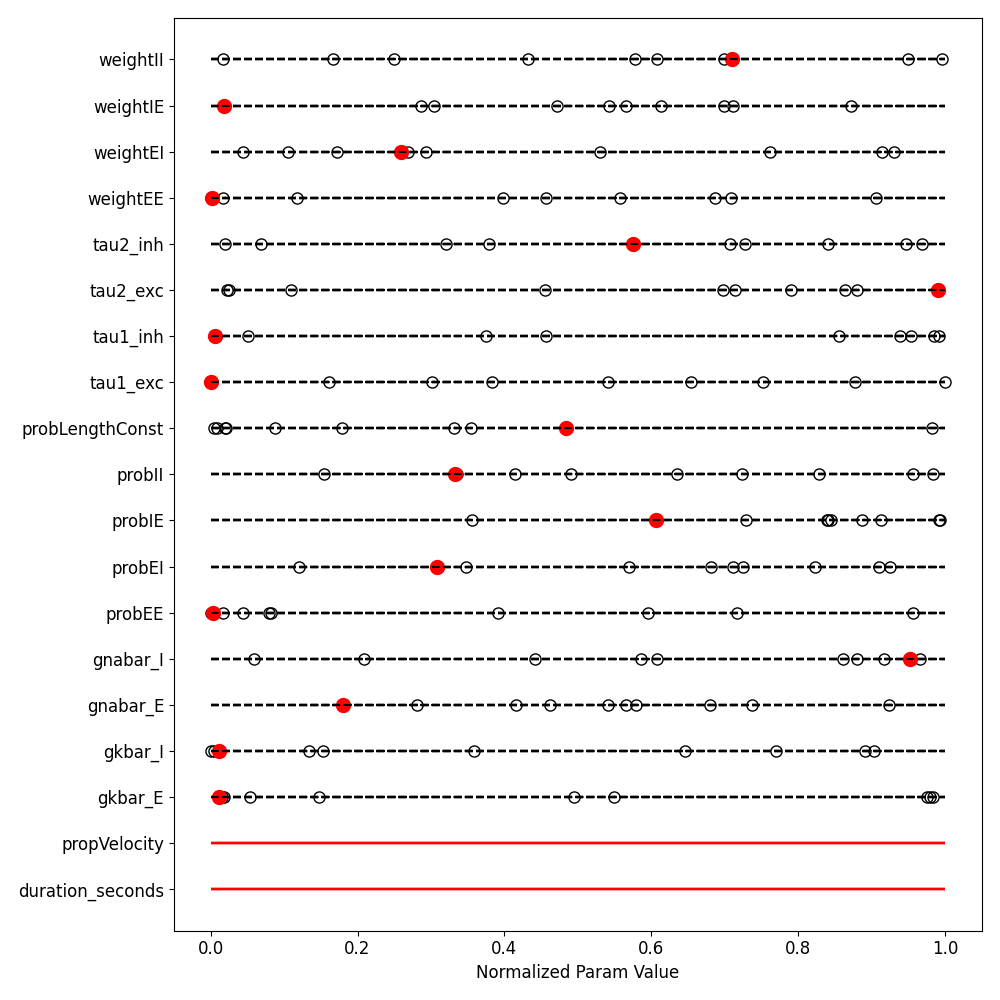 weightII
weightIE
weightEI
weightEE
tau2_inh
tau2_exc
tau1_inh
tau1_exc
probLengthConst
probII
probIE
probEI
probEE
gnabar_I
gnabar_E
gkbar_I
gkbar_E
propVelocity
duration_seconds
0.0 0.2 0.4 0.6 0.8 1.0
Normalized Param Value